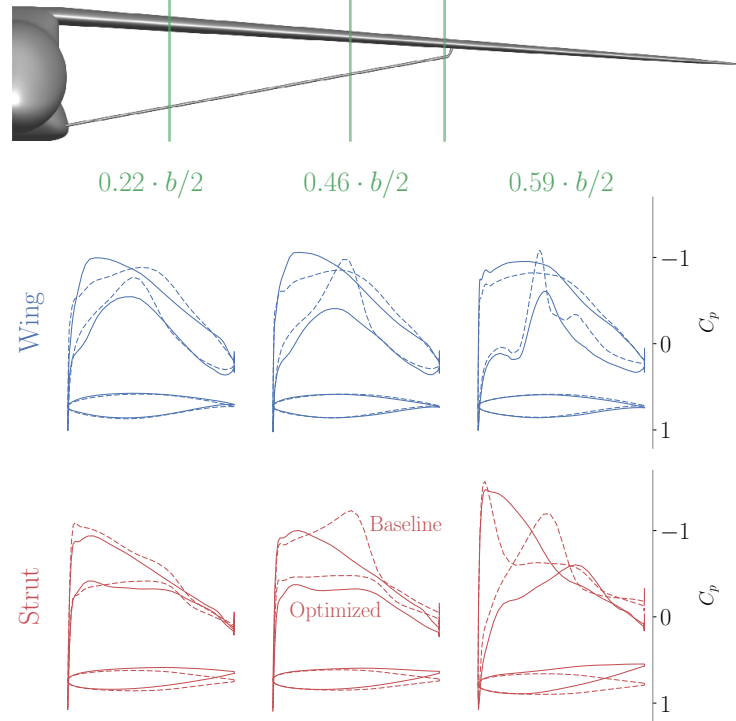 0.22 · b/2
0.46 · b/2
0.59 · b/2
Wing
−1
0
1
C_p
Strut
Baseline
Optimized
−1
0
1
C_p